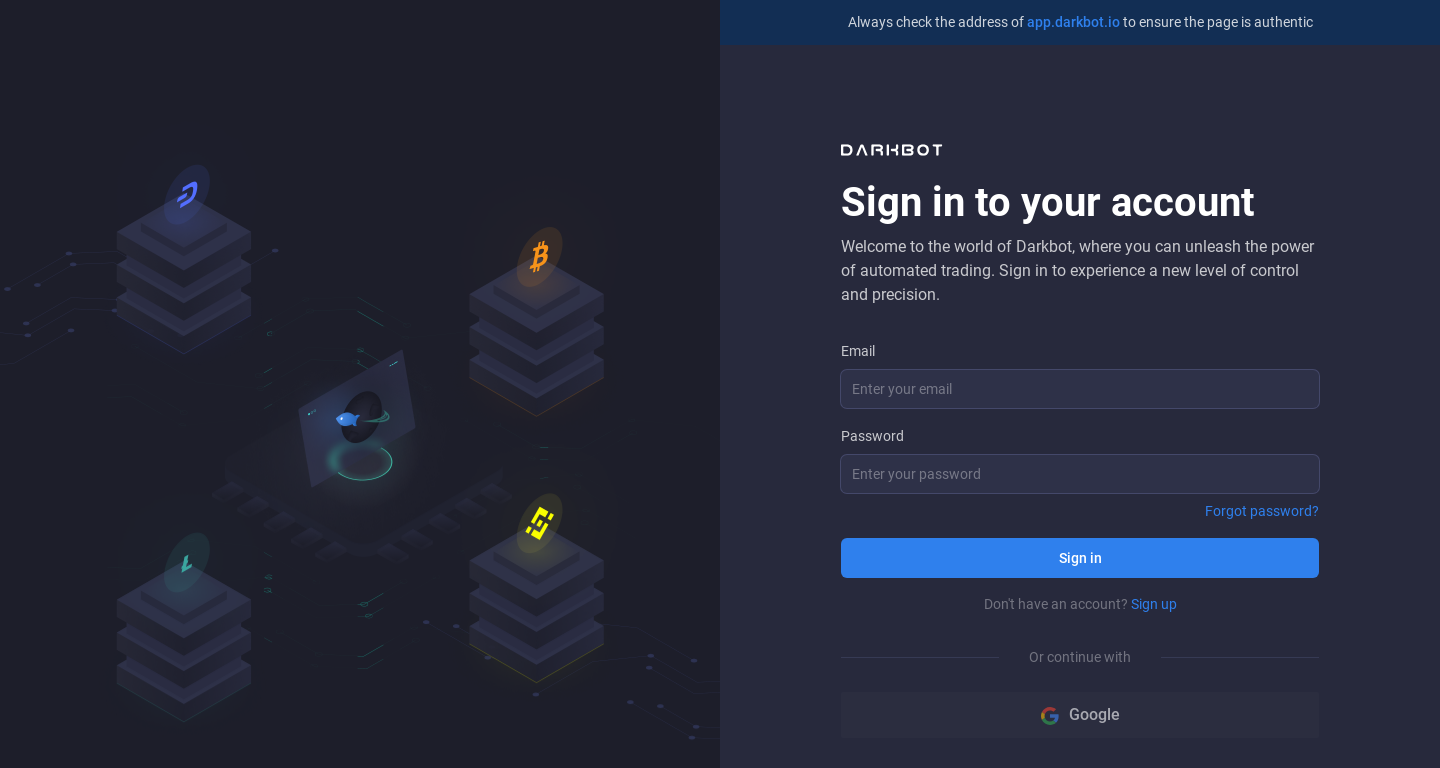 Always check the address of app.darkbot.io to ensure the page is authentic
DARKBOT
Sign in to your account
Welcome to the world of Darkbot, where you can unleash the power
of automated trading. Sign in to experience a new level of control
and precision.
Email
Enter your email
Password
Enter your password
Forgot password?
Sign in
Don't have an account? Sign up
Or continue with
Google